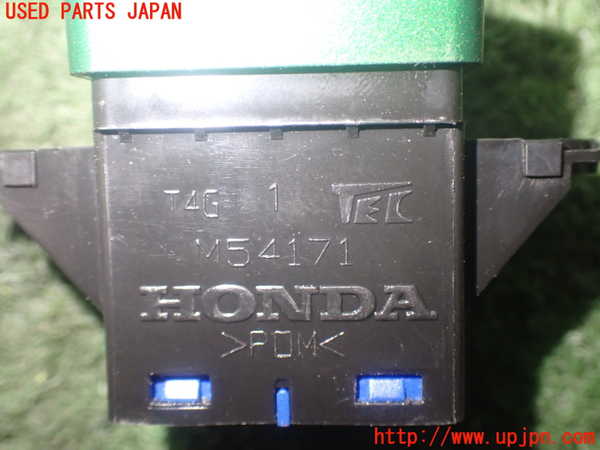 USED PARTS JAPAN
T4G 1 TEC
M54171
HONDA
>POM<
http://www.upjpn.com/